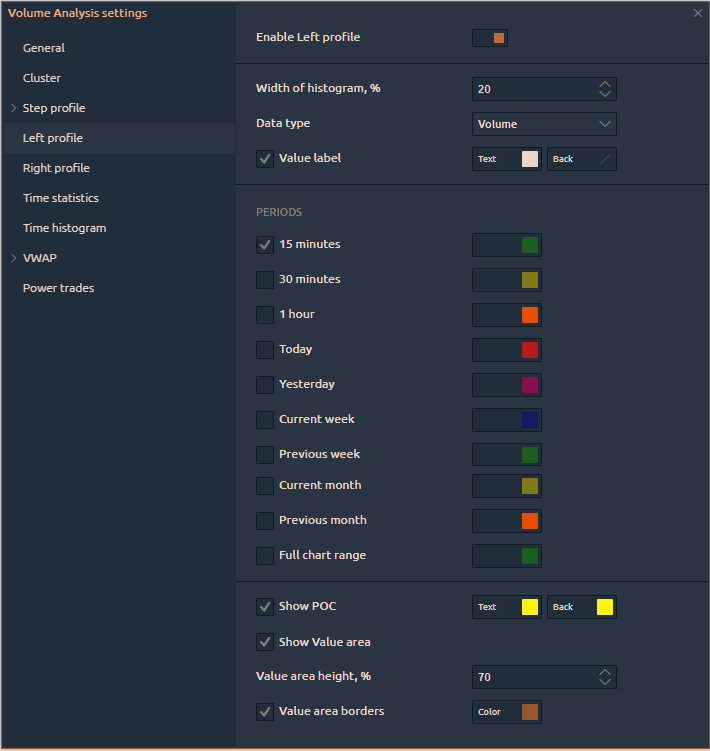 Volume Analysis settings
General
Cluster
Step profile
Left profile
Right profile
Time statistics
Time histogram
VWAP
Power trades
Enable Left profile
Width of histogram, % 20
Data type Volume
Value label Text Back
PERIODS
15 minutes
30 minutes
1 hour
Today
Yesterday
Current week
Previous week
Current month
Previous month
Full chart range
Show POC Text Back
Show Value area
Value area height, % 70
Value area borders Color